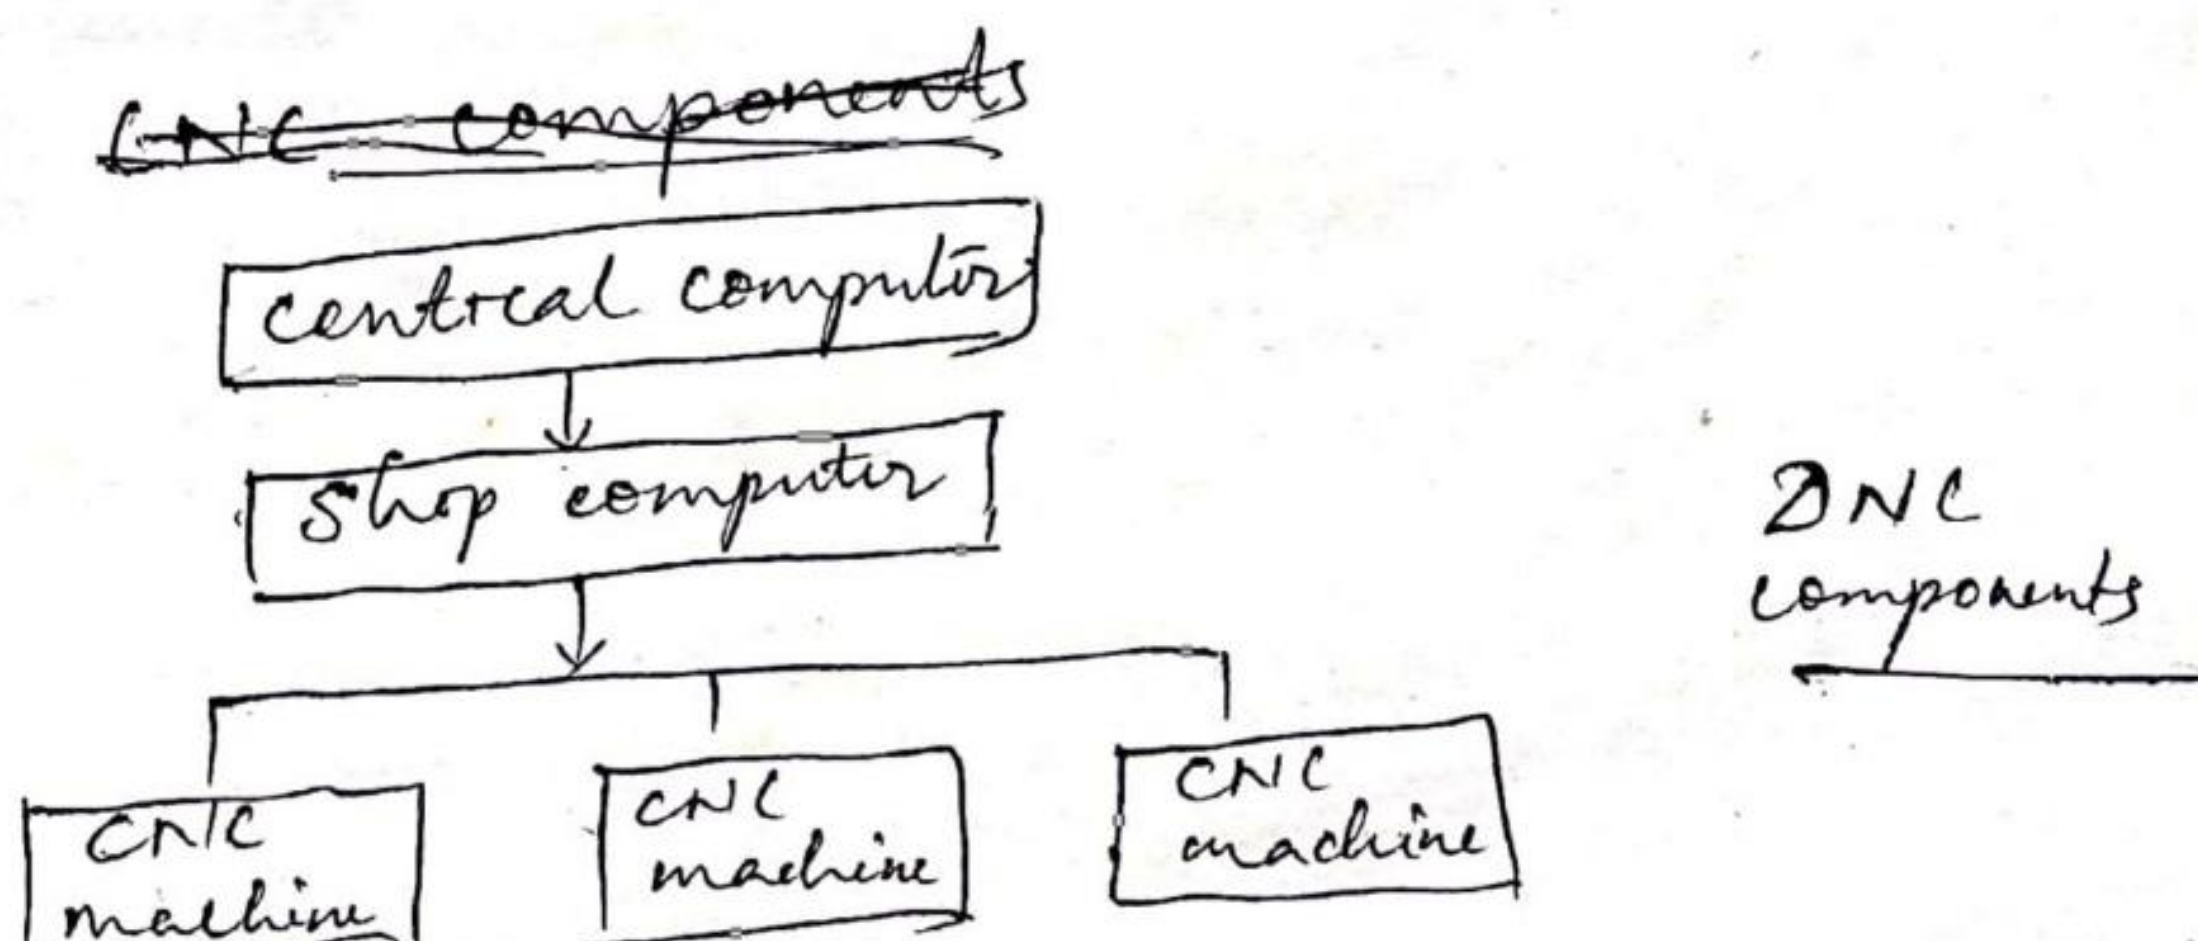 CNC components
central computer
shop computer
DNC
components
CNC
machine
CNC
machine
CNC
machine